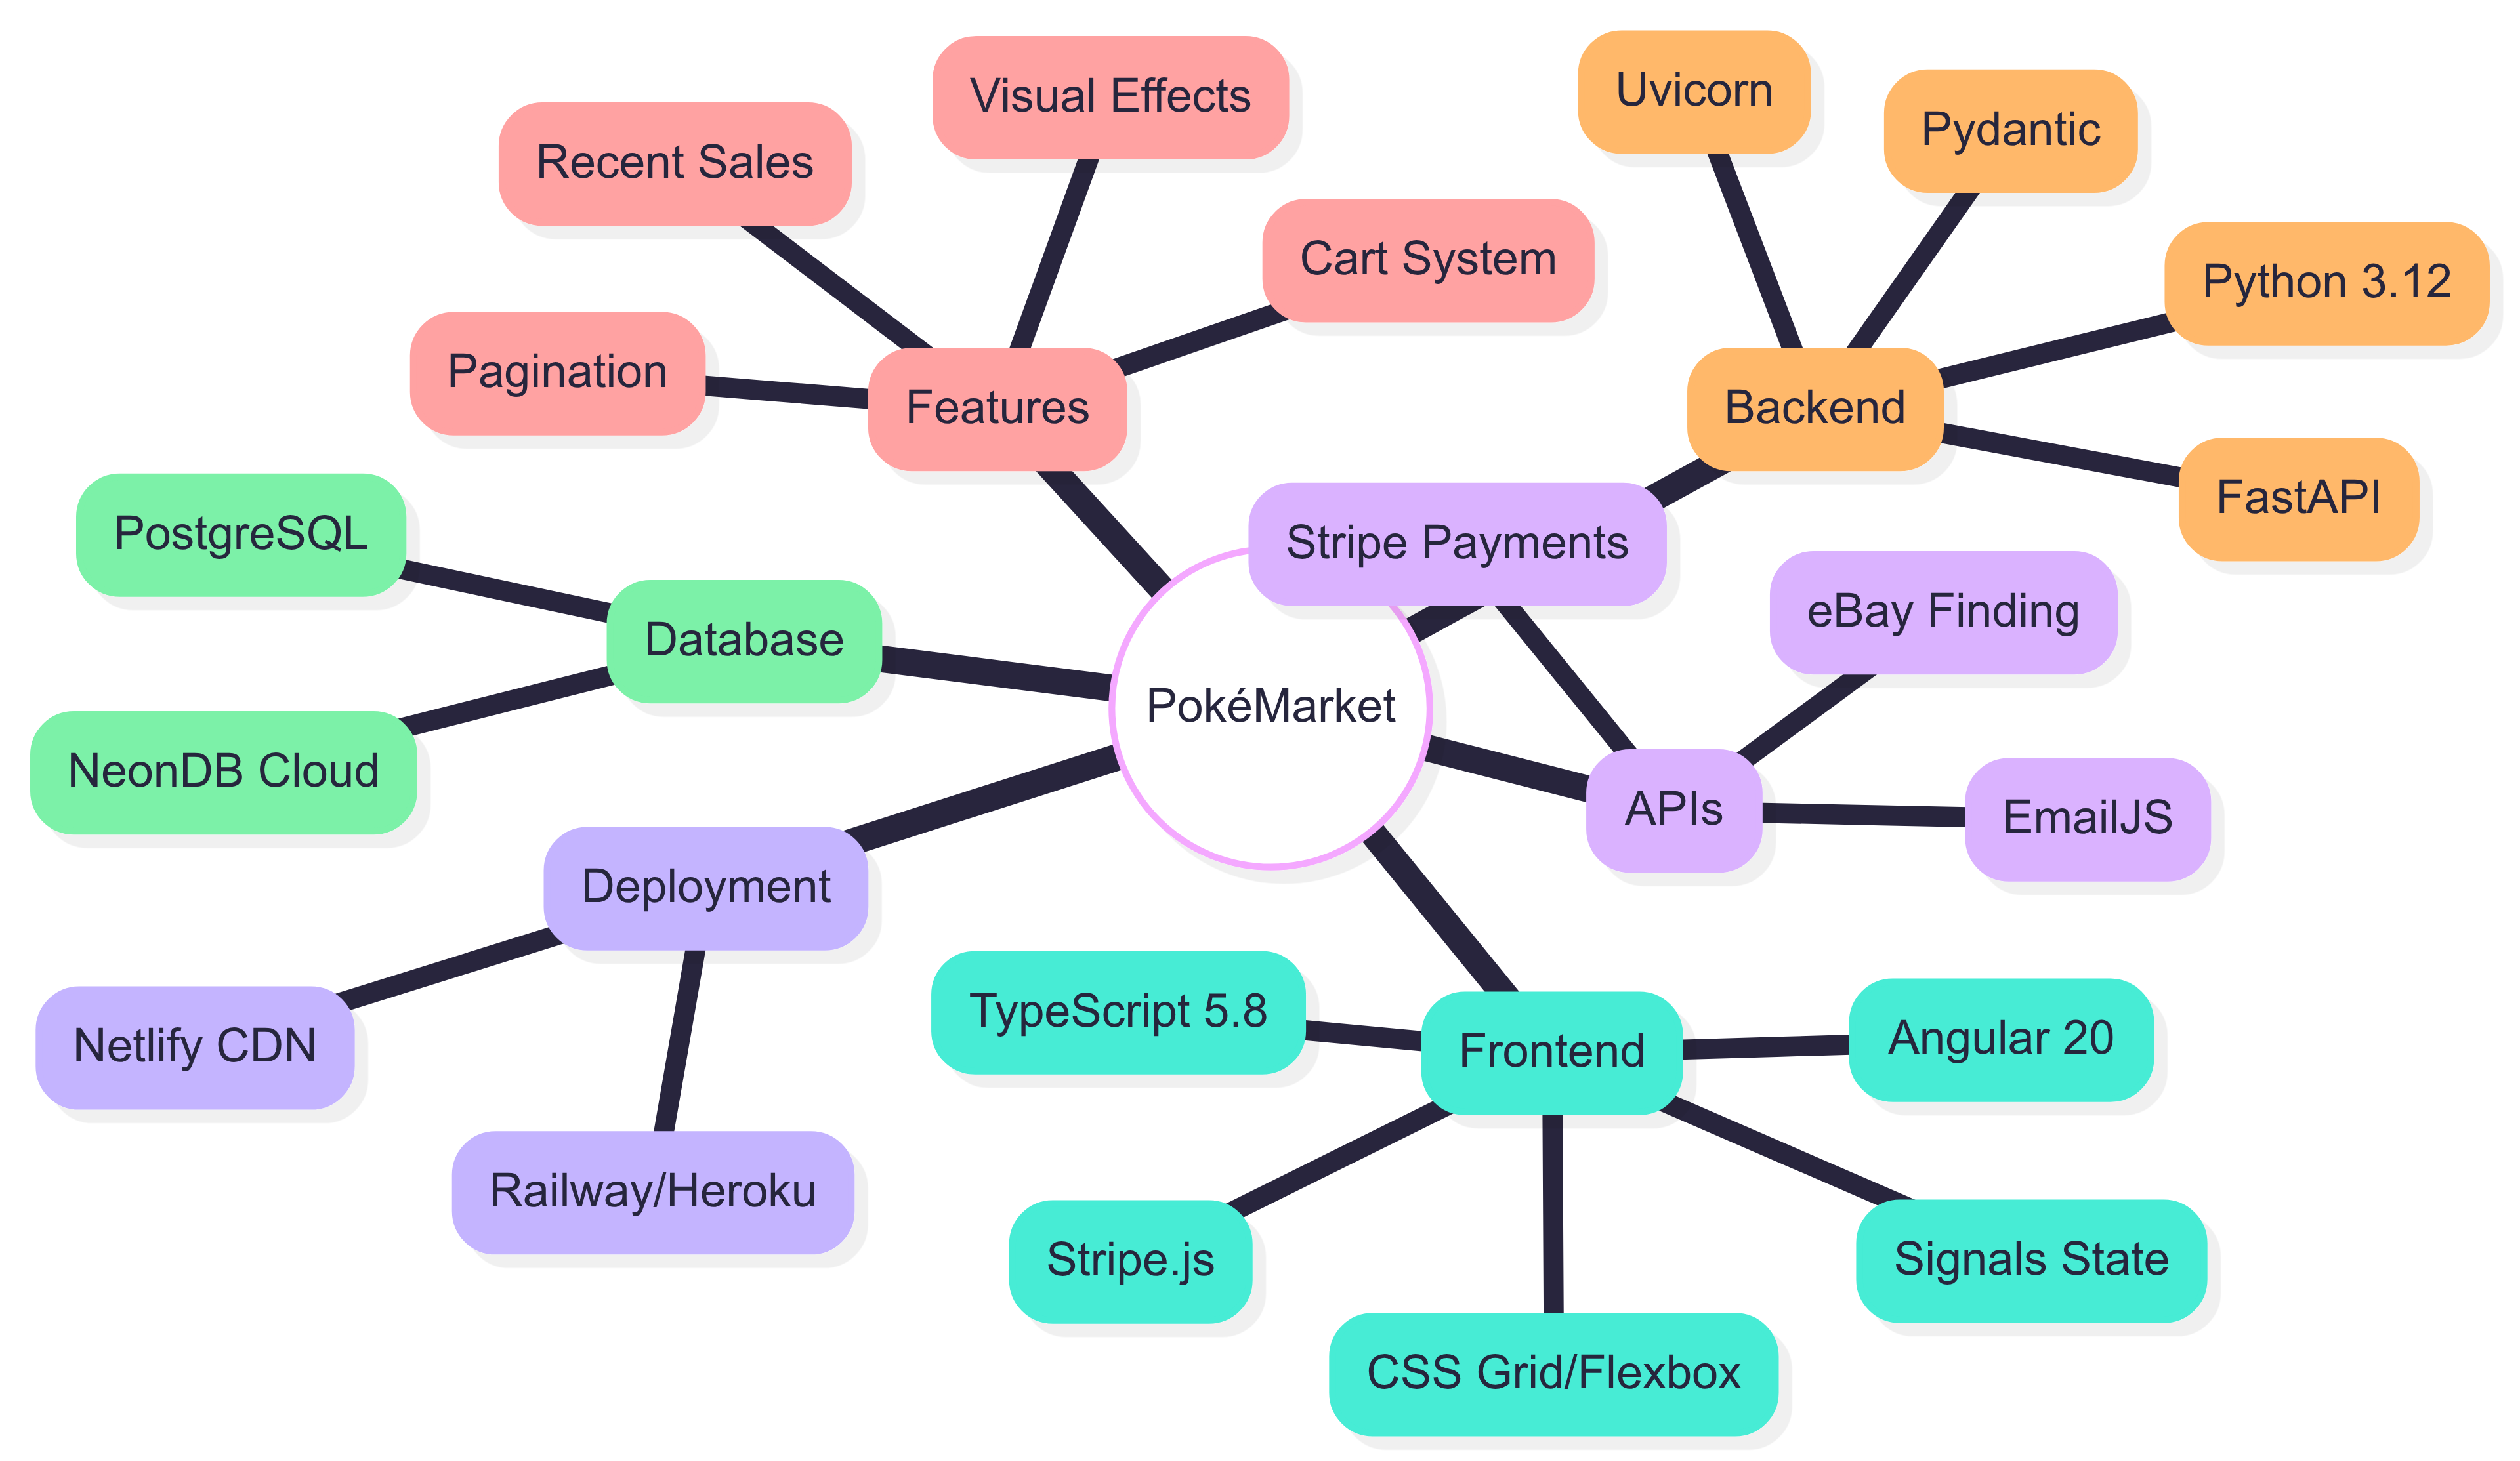 Visual Effects
Uvicorn
Pydantic
Recent Sales
Cart System
Python 3.12
Pagination
Features
Backend
FastAPI
PostgreSQL
Stripe Payments
eBay Finding
Database
PokéMarket
NeonDB Cloud
APIs
EmailJS
Deployment
TypeScript 5.8
Frontend
Angular 20
Netlify CDN
Railway/Heroku
Stripe.js
Signals State
CSS Grid/Flexbox